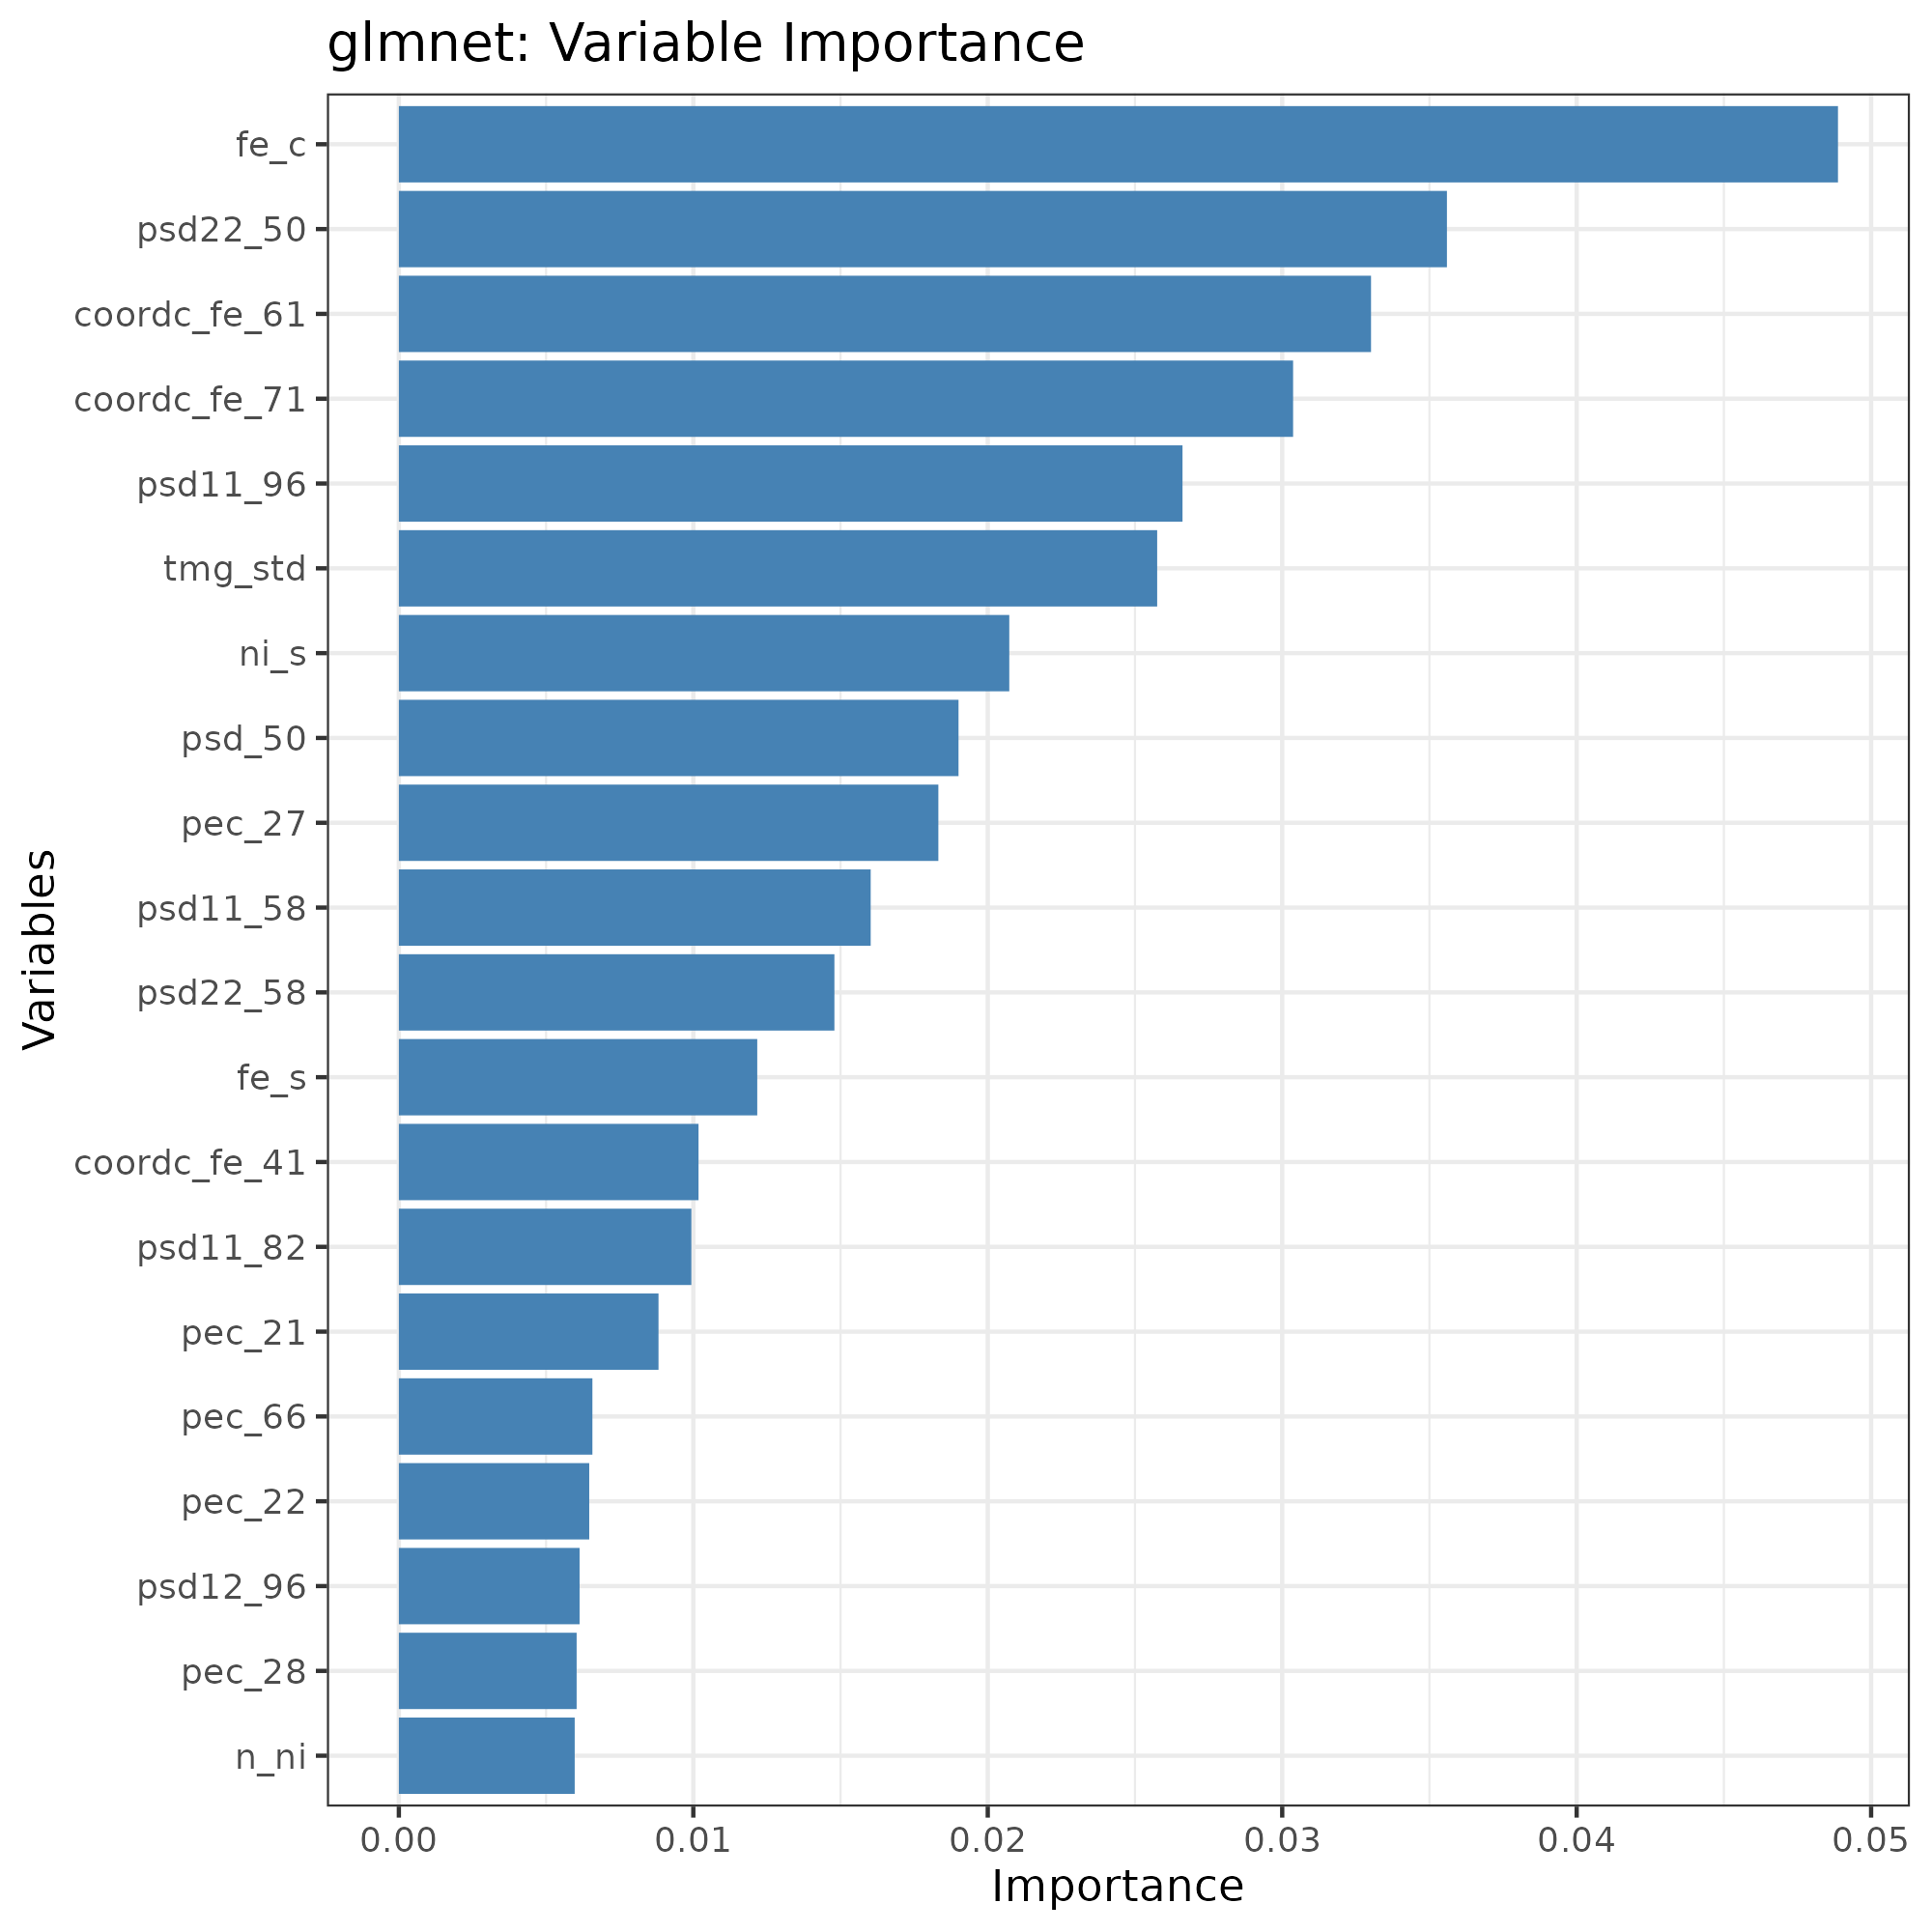 glmnet: Variable Importance
fe_c
psd22_50
coordc_fe_61
coordc_fe_71
psd11_96
tmg_std
ni_s
psd_50
pec_27
psd11_58
psd22_58
fe_s
coordc_fe_41
psd11_82
pec_21
pec_66
pec_22
psd12_96
pec_28
n_ni
Variables
0.00 0.01 0.02 0.03 0.04 0.05
Importance